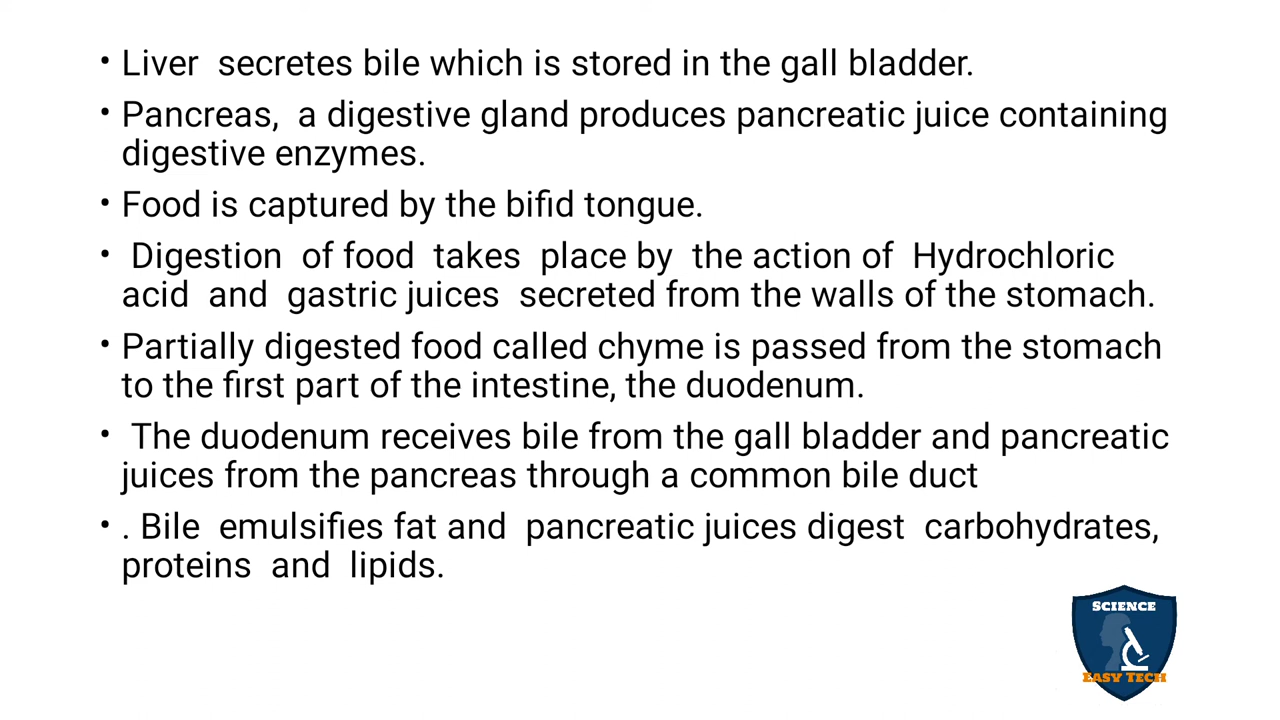 • Liver  secretes bile which is stored in the gall bladder.
• Pancreas,  a digestive gland produces pancreatic juice containing
digestive enzymes.
• Food is captured by the bifid tongue.
•  Digestion  of food  takes  place by  the action of  Hydrochloric
acid  and  gastric juices  secreted from the walls of the stomach.
• Partially digested food called chyme is passed from the stomach
to the first part of the intestine, the duodenum.
•  The duodenum receives bile from the gall bladder and pancreatic
juices from the pancreas through a common bile duct
• . Bile  emulsifies fat and  pancreatic juices digest  carbohydrates,
proteins  and  lipids.
SCIENCE
EASY TECH